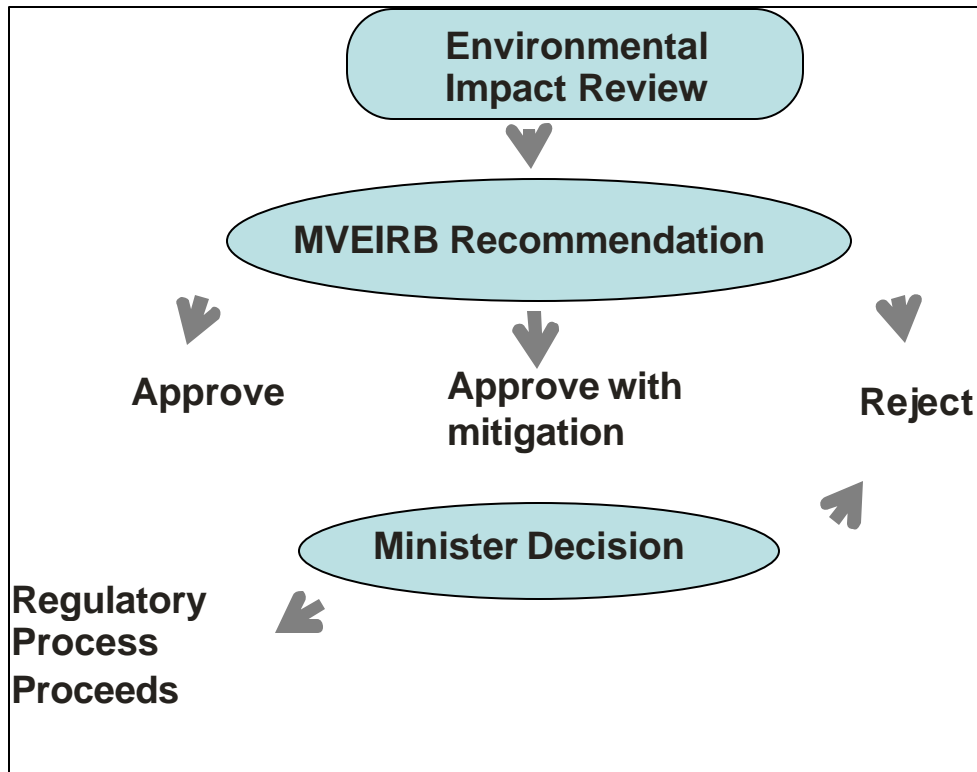 Environmental
Impact Review
MVEIRB Recommendation
Approve
Approve with
mitigation
Reject
Minister Decision
Regulatory
Process
Proceeds